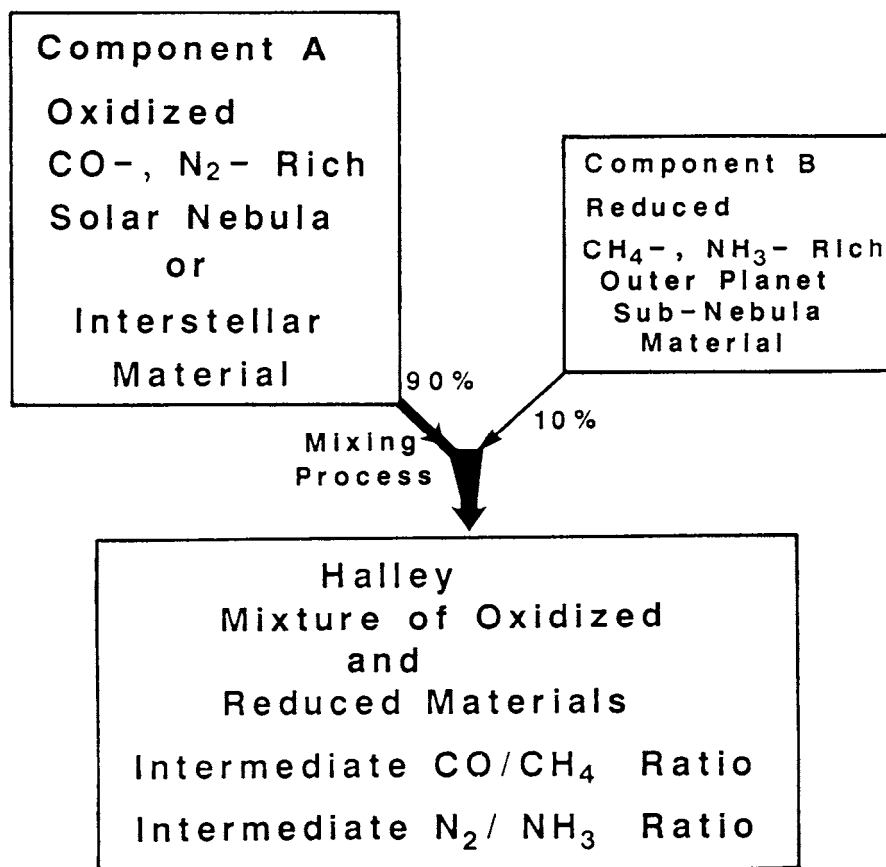 Component A
Oxidized
CO-, N₂- Rich
Solar Nebula
or
Interstellar
Material
Component B
Reduced
CH₄-, NH₃- Rich
Outer Planet
Sub-Nebula
Material
90%
10%
Mixing
Process
Halley
Mixture of Oxidized
and
Reduced Materials
Intermediate CO/CH₄ Ratio
Intermediate N₂/ NH₃ Ratio